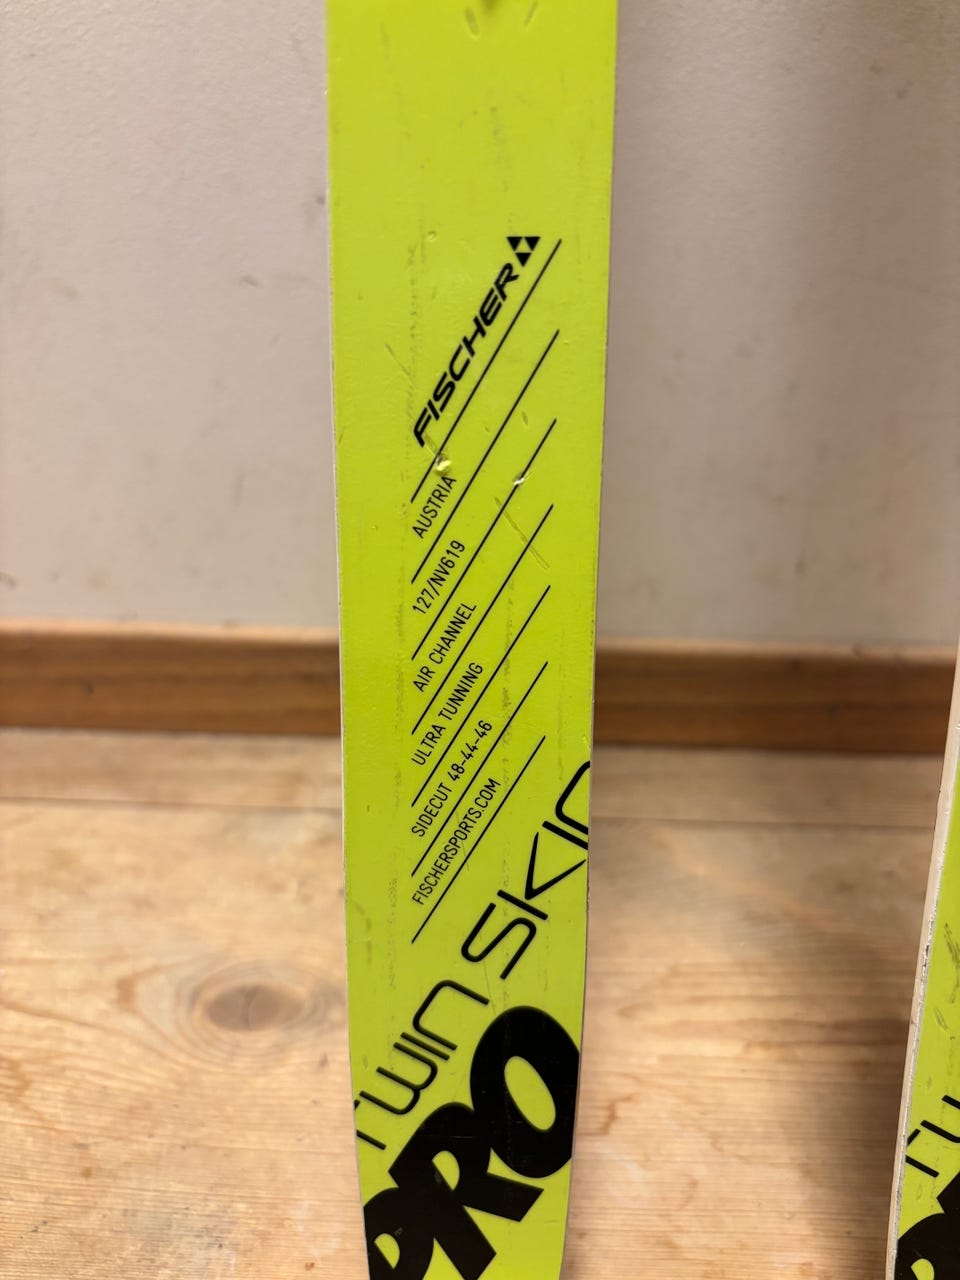 FISCHER
AUSTRIA
127/NV619
AIR CHANNEL
ULTRA TUNNING
SIDECUT 48-44-46
FISCHERSPORTS.COM
TWIN SKIN
PRO